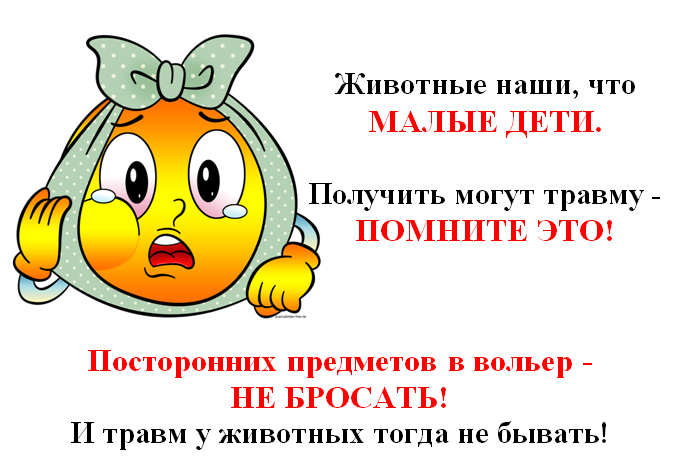 Животные наши, что
МАЛЫЕ ДЕТИ.
Получить могут травму -
ПОМНИТЕ ЭТО!
Посторонних предметов в вольер -
НЕ БРОСАТЬ!
И травм у животных тогда не бывать!